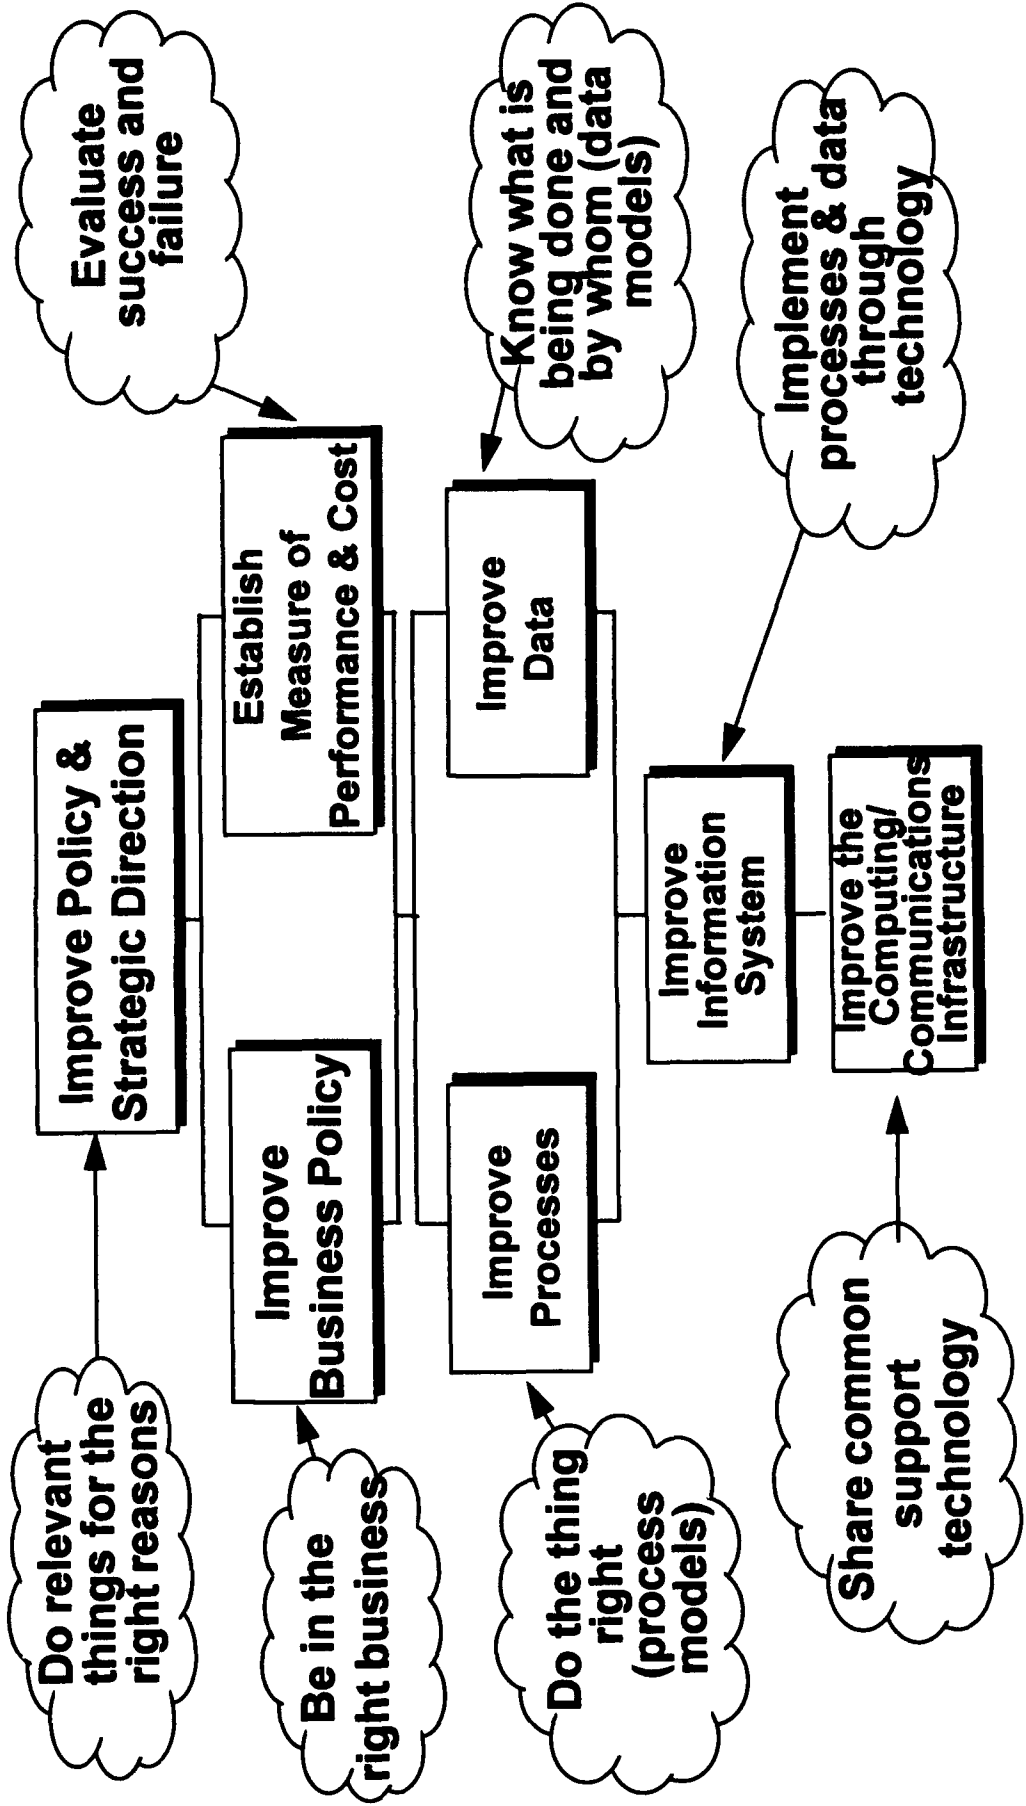 Do relevant
things for the
right reasons
Improve Policy &
Strategic Direction
Evaluate
success and
failure
Be in the
right business
Improve
Business Policy
Establish
Measure of
Performance & Cost
Do the thing
right
(process
models)
Improve
Processes
Improve
Data
Know what is
being done and
by whom (data
models)
Improve
Information
System
Implement
processes & data
through
technology
Share common
support
technology
Improve the
Computing/
Communications
Infrastructure